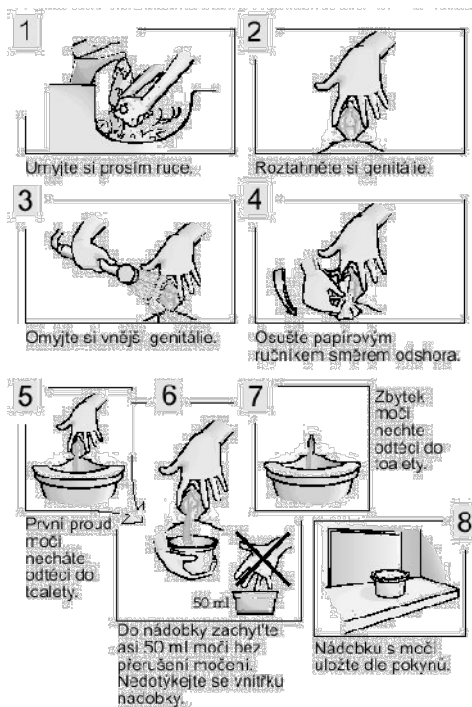 1
Umyjte si prosím ruce.
2
Roztáhněte si genitálie.
3
Omyjte si vnější genitálie.
4
Osušte papírovým
ručníkem směrem odshora.
5
První proud
moči
necháte
odtéci do
toalety.
6
50 ml
Do nádobky zachyťte
asi 50 ml moči bez
přerušení močení.
Nedotýkejte se vnitřku
nádobky.
7
Zbytek
moči
nechte
odtéci do
toalety.
8
Nádobku s močí
uložte dle pokynů.